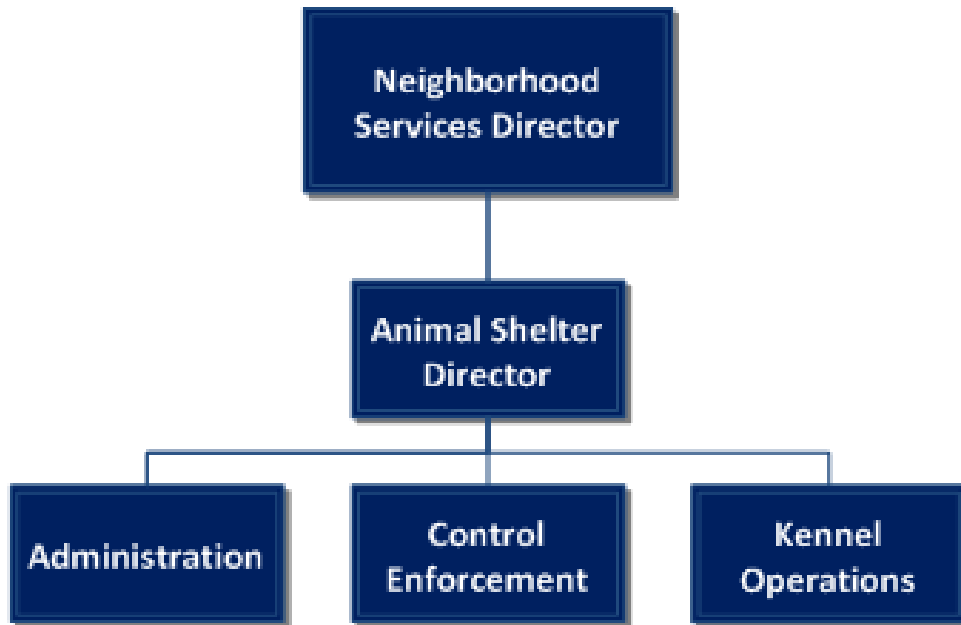 Neighborhood
Services Director
Animal Shelter
Director
Administration
Control
Enforcement
Kennel
Operations